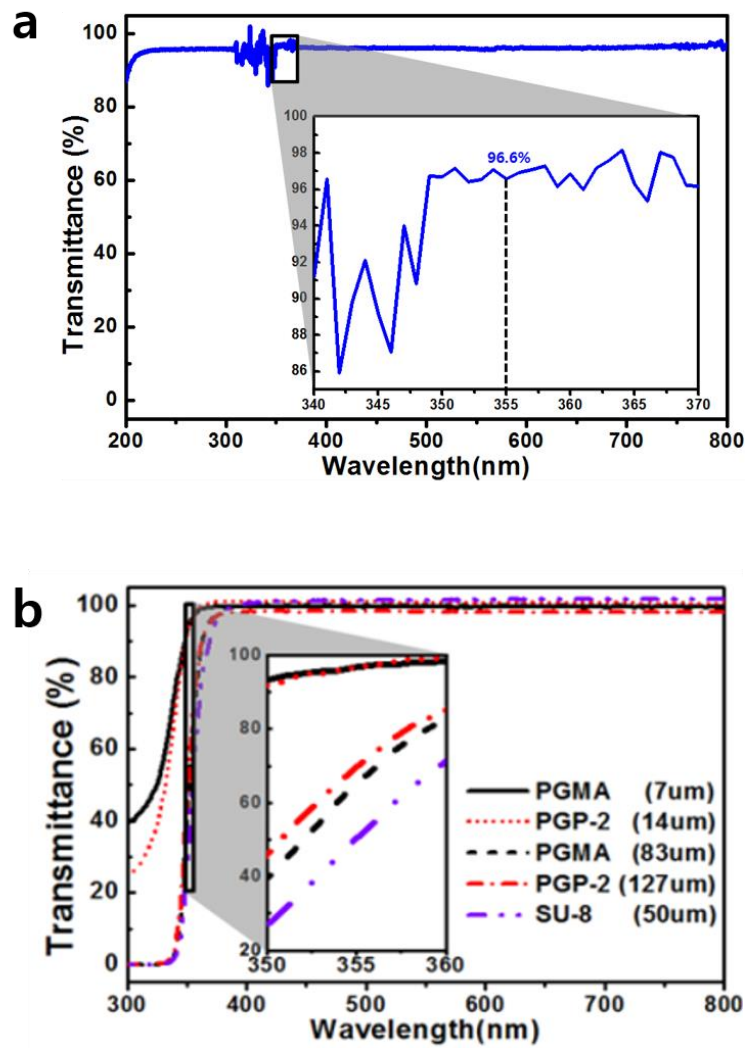 a
Transmittance (%)
100
80
60
40
20
0
200 300 400 500 600 700 800
Wavelength(nm)
100
98
96
94
92
90
88
86
340 345 350 355 360 365 370
96.6%
b
Transmittance (%)
100
80
60
40
20
0
300 400 500 600 700 800
Wavelength(nm)
100
80
60
40
20
350 355 360
PGMA (7um)
PGP-2 (14um)
PGMA (83um)
PGP-2 (127um)
SU-8 (50um)